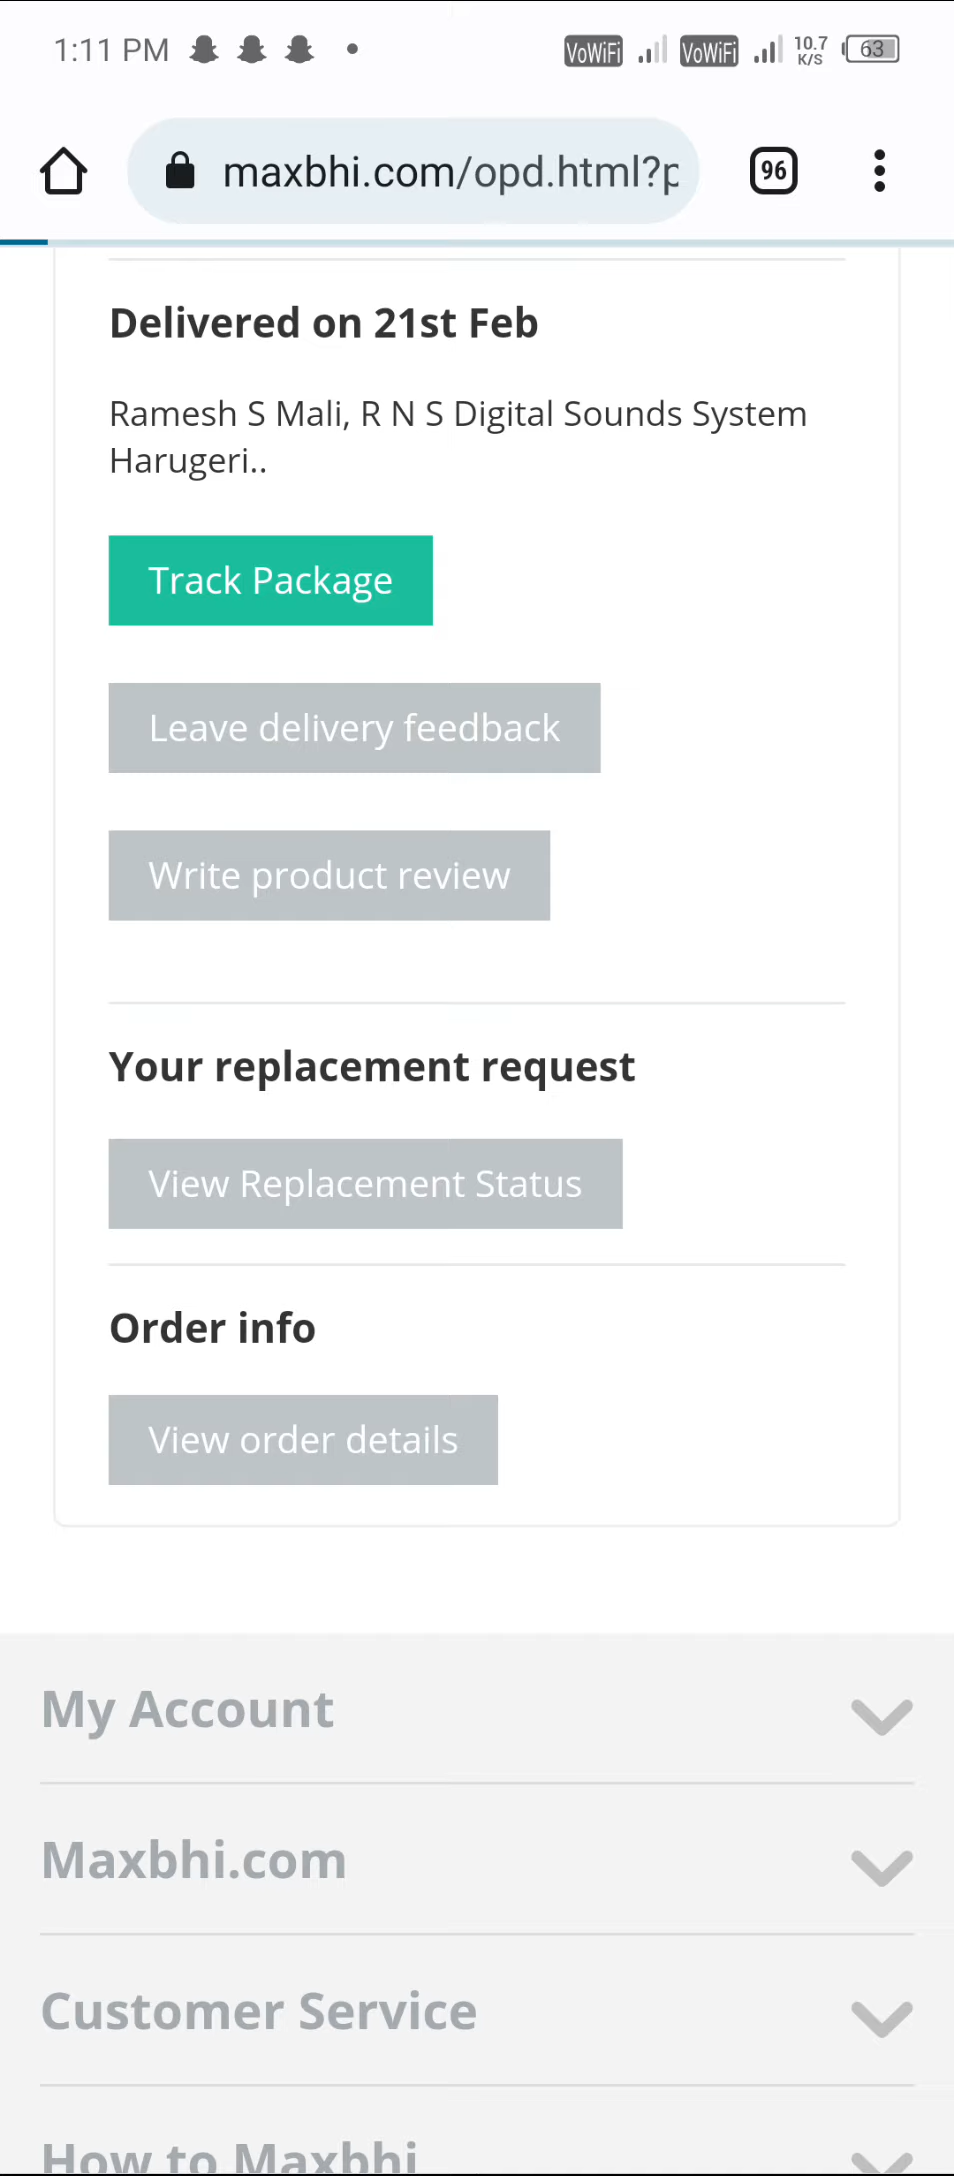 1:11 PM
VoWiFi VoWiFi 10.7 K/S 63
maxbhi.com/opd.html?p
96
Delivered on 21st Feb
Ramesh S Mali, R N S Digital Sounds System
Harugeri..
Track Package
Leave delivery feedback
Write product review
Your replacement request
View Replacement Status
Order info
View order details
My Account
Maxbhi.com
Customer Service
How to Maxbhi